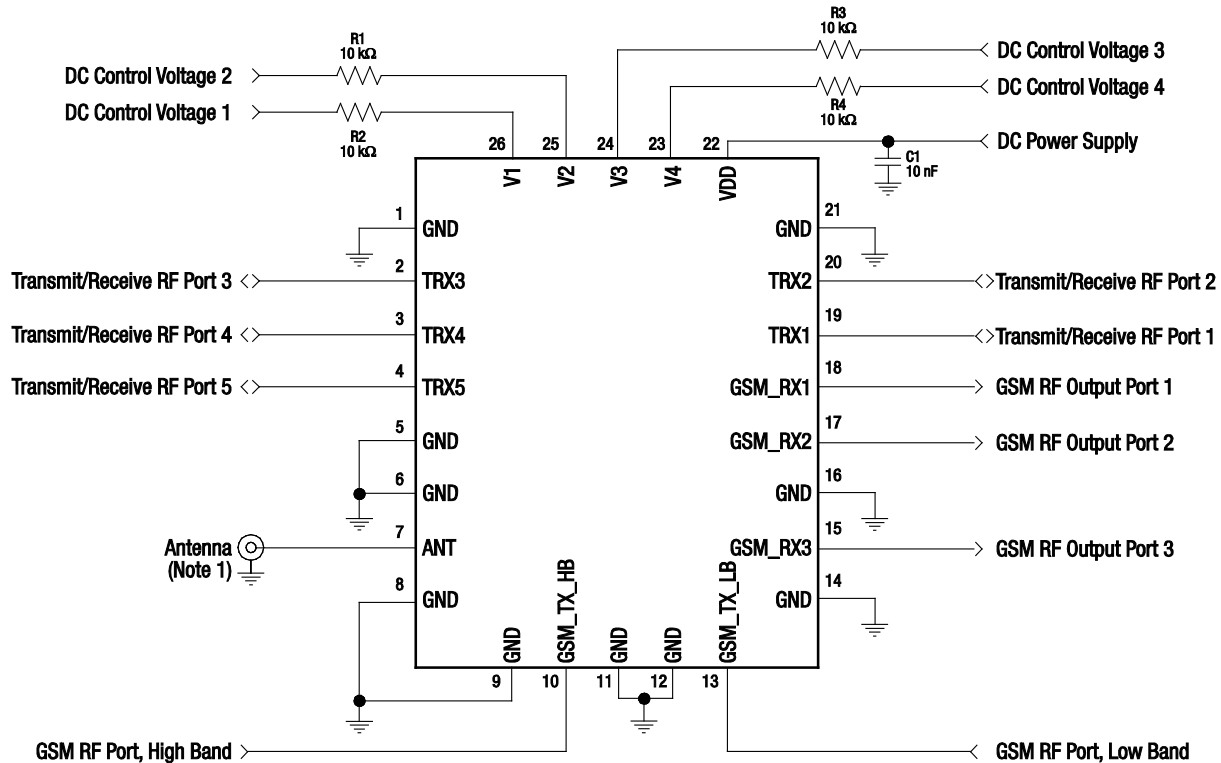 R1
10 kΩ
DC Control Voltage 2
DC Control Voltage 1
R2
10 kΩ
R3
10 kΩ
DC Control Voltage 3
DC Control Voltage 4
R4
10 kΩ
DC Power Supply
C1
10 nF
26
25
24
23
22
V1
V2
V3
V4
VDD
1
GND
Transmit/Receive RF Port 3
2
TRX3
Transmit/Receive RF Port 4
3
TRX4
Transmit/Receive RF Port 5
4
TRX5
5
GND
6
GND
Antenna
(Note 1)
7
ANT
8
GND
21
GND
20
TRX2
Transmit/Receive RF Port 2
19
TRX1
Transmit/Receive RF Port 1
18
GSM_RX1
GSM RF Output Port 1
17
GSM_RX2
GSM RF Output Port 2
16
GND
15
GSM_RX3
GSM RF Output Port 3
14
GND
GND
GSM_TX_HB
GND
GND
GSM_TX_LB
9
10
11
12
13
GSM RF Port, High Band
GSM RF Port, Low Band